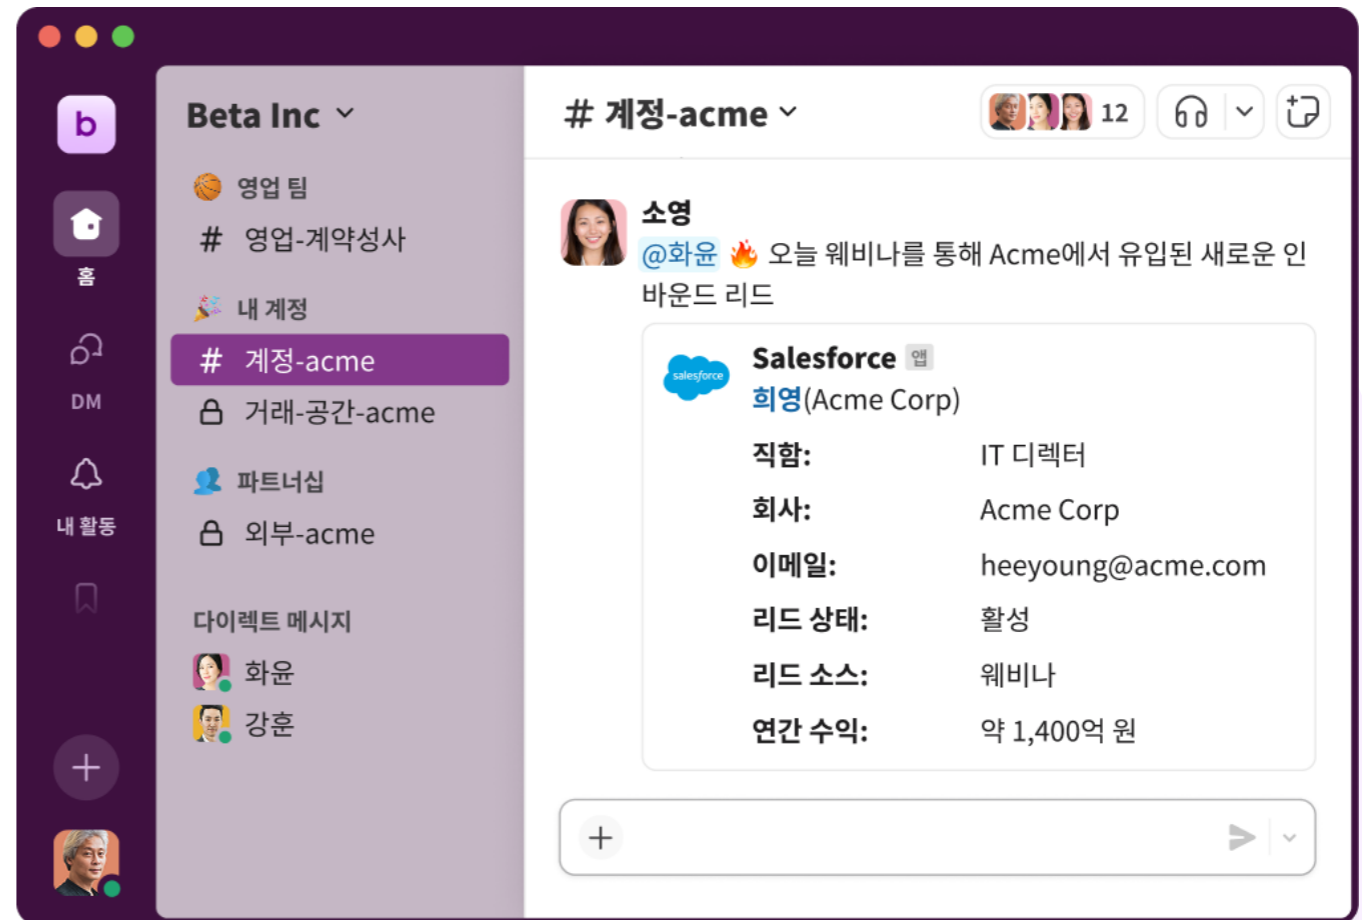 b
홈
DM
내 활동
Beta Inc
영업 팀
# 영업-계약성사
내 계정
# 계정-acme
거래-공간-acme
파트너십
외부-acme
다이렉트 메시지
화윤
강훈
# 계정-acme
12
소영
@화윤 🔥 오늘 웨비나를 통해 Acme에서 유입된 새로운 인
바운드 리드
salesforce
Salesforce 앱
희영(Acme Corp)
직함: IT 디렉터
회사: Acme Corp
이메일: heeyoung@acme.com
리드 상태: 활성
리드 소스: 웨비나
연간 수익: 약 1,400억 원